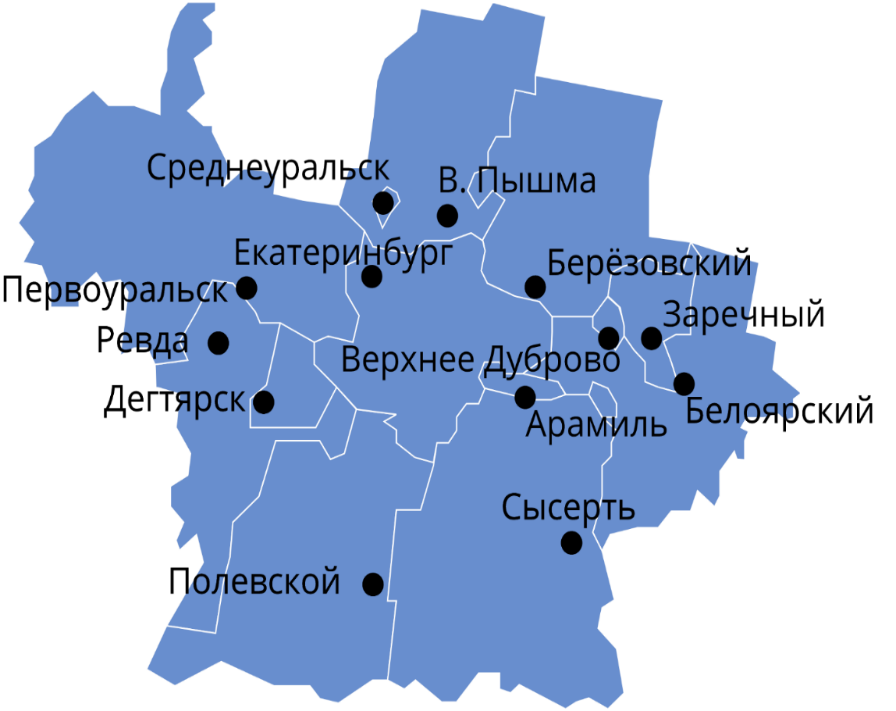 Среднеуральск
В. Пышма
Екатеринбург
Берёзовский
Первоуральск
Заречный
Ревда
Верхнее Дуброво
Дегтярск
Белоярский
Арамиль
Сысерть
Полевской